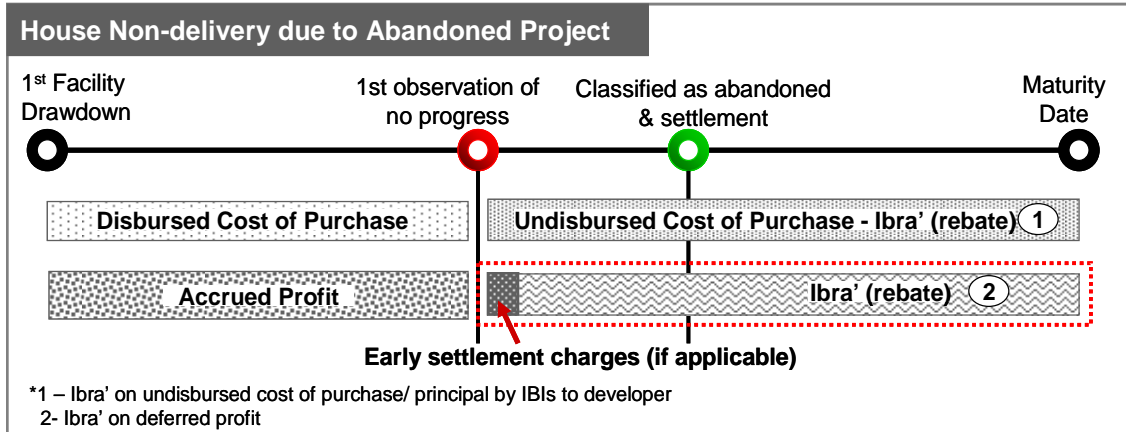 House Non-delivery due to Abandoned Project
1st Facility
Drawdown
1st observation of
no progress
Classified as abandoned
& settlement
Maturity
Date
Disbursed Cost of Purchase
Undisbursed Cost of Purchase - Ibra' (rebate) 1
Accrued Profit
Ibra' (rebate) 2
Early settlement charges (if applicable)
*1 – Ibra' on undisbursed cost of purchase/ principal by IBIs to developer
2- Ibra' on deferred profit